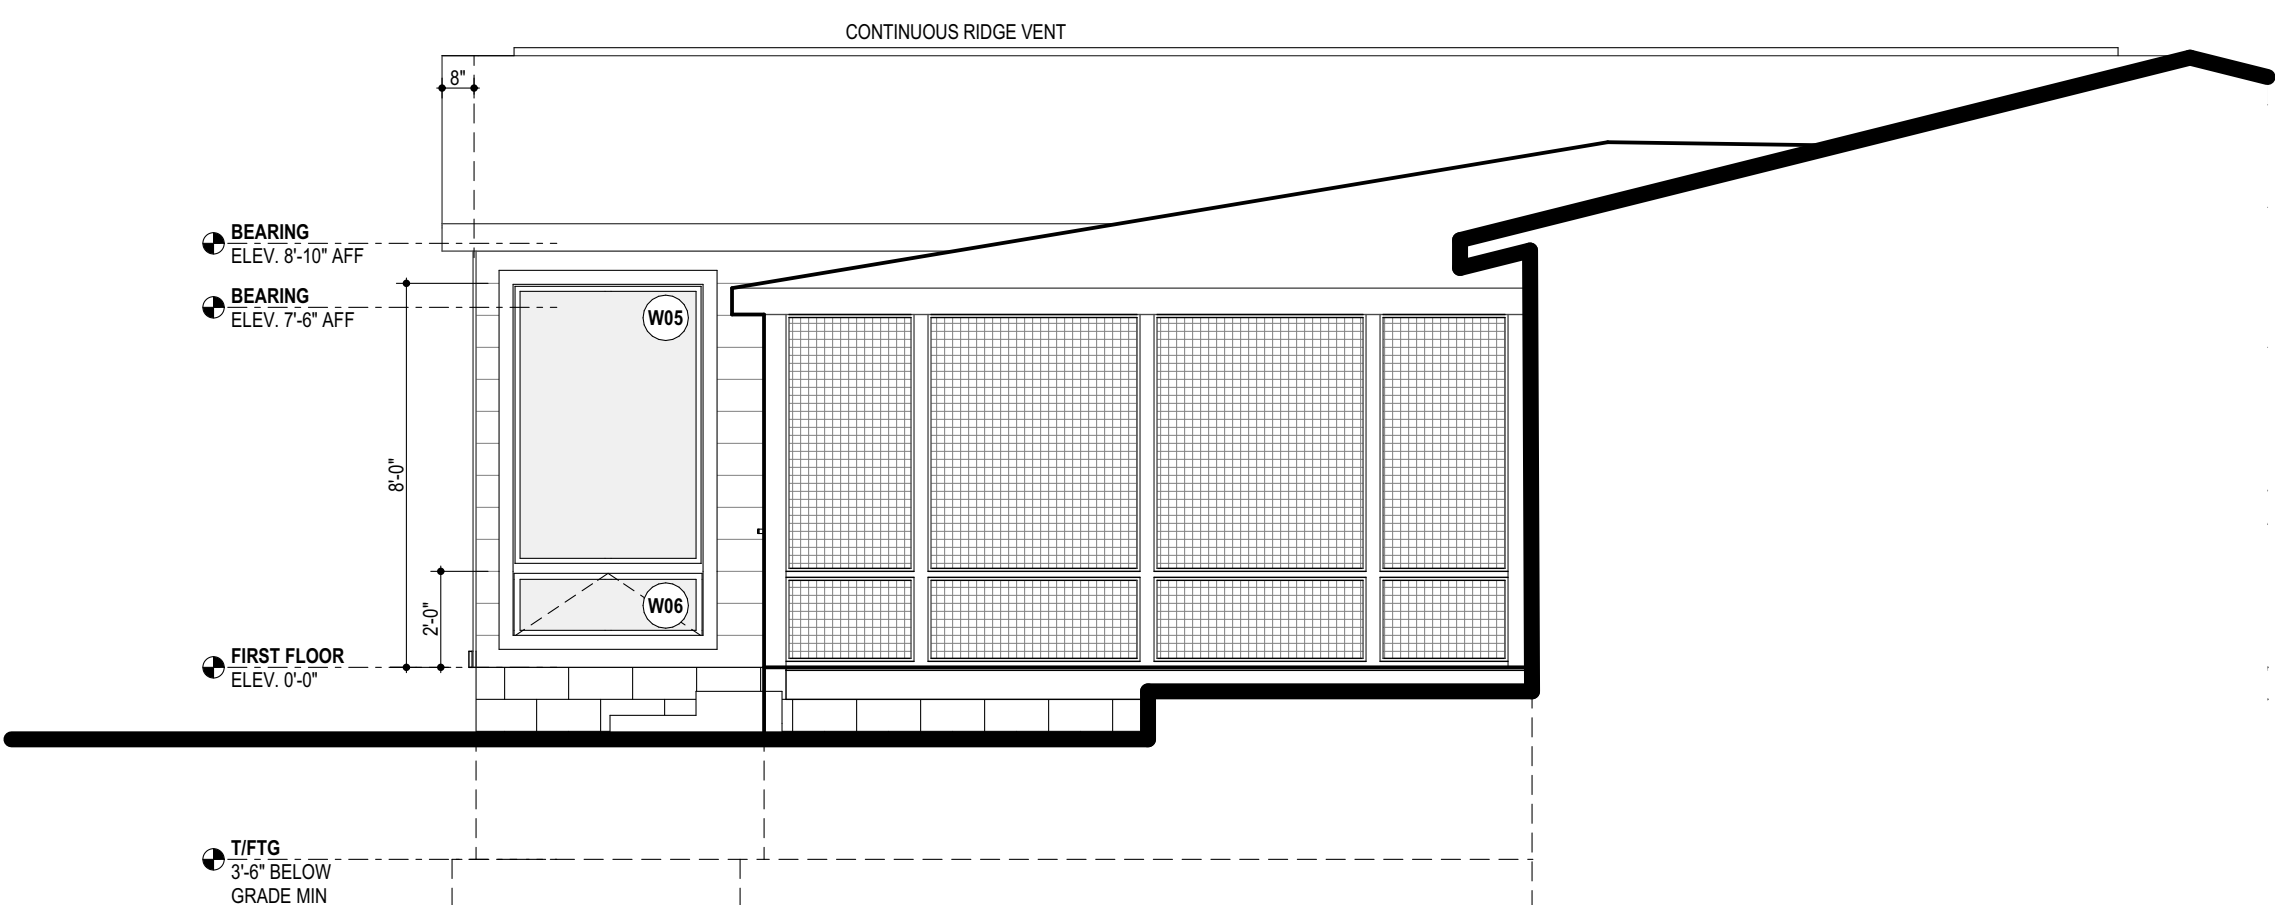 CONTINUOUS RIDGE VENT
8"
BEARING
ELEV. 8'-10" AFF
BEARING
ELEV. 7'-6" AFF
W05
8'-0"
2'-0"
W06
FIRST FLOOR
ELEV. 0'-0"
T/FTG
3'-6" BELOW
GRADE MIN